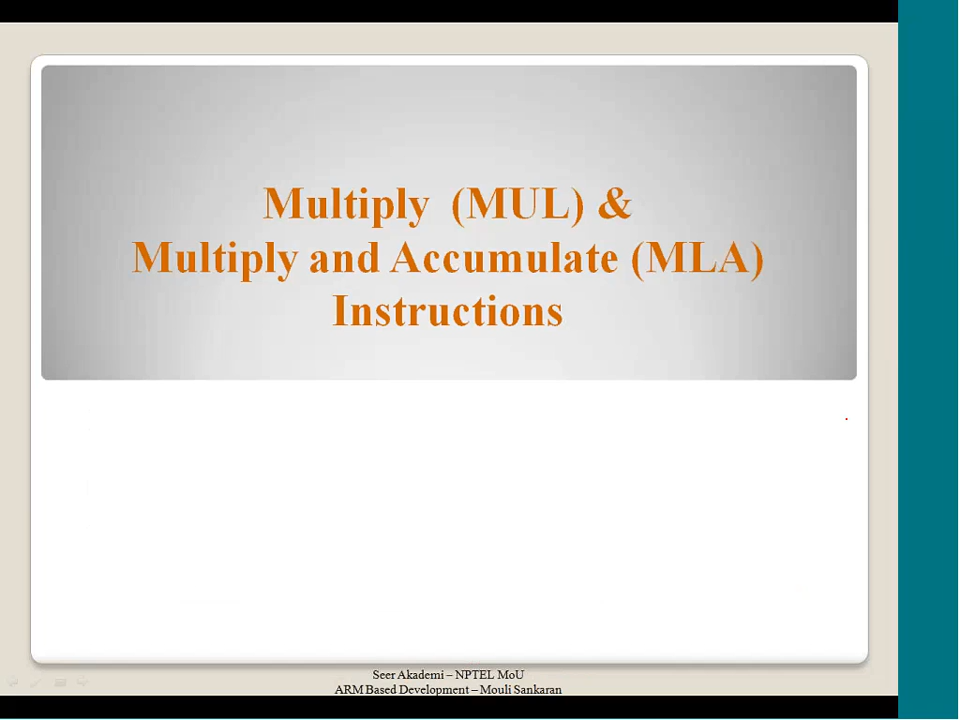 Multiply (MUL) &
Multiply and Accumulate (MLA)
Instructions
Seer Akademi – NPTEL MoU
ARM Based Development – Mouli Sankaran